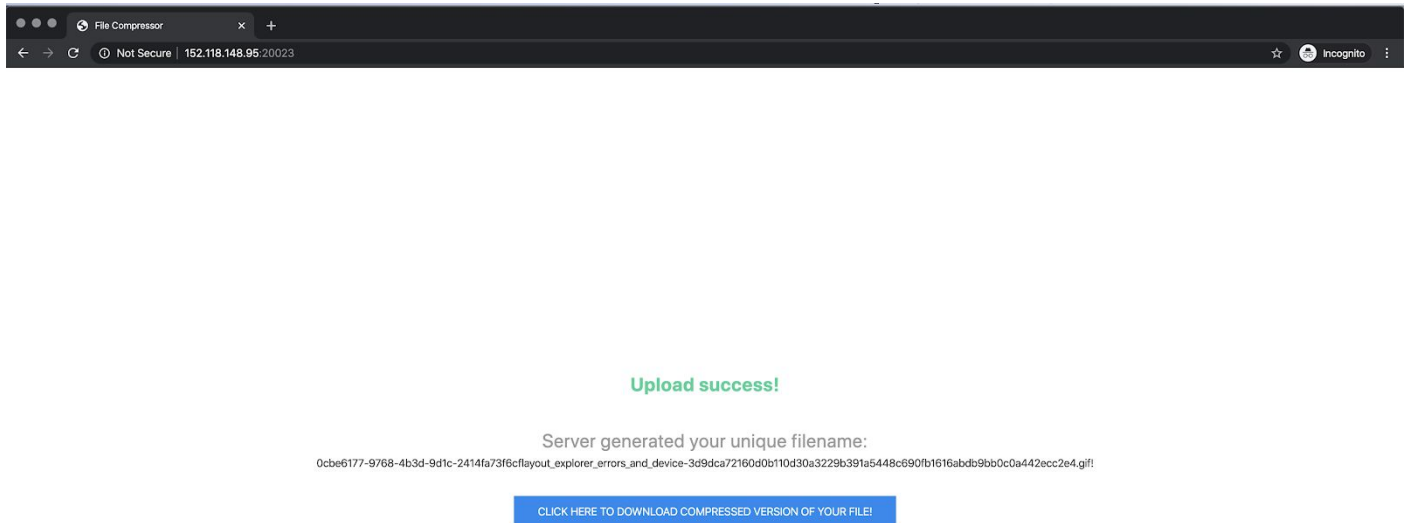 File Compressor
Not Secure | 152.118.148.95:20023
Incognito
Upload success!
Server generated your unique filename:
0cbe6177-9768-4b3d-9d1c-2414fa73f6cflayout_explorer_errors_and_device-3d9dca72160d0b110d30a3229b391a5448c690fb1616abdb9bb0c0a442ecc2e4.gif!
CLICK HERE TO DOWNLOAD COMPRESSED VERSION OF YOUR FILE!